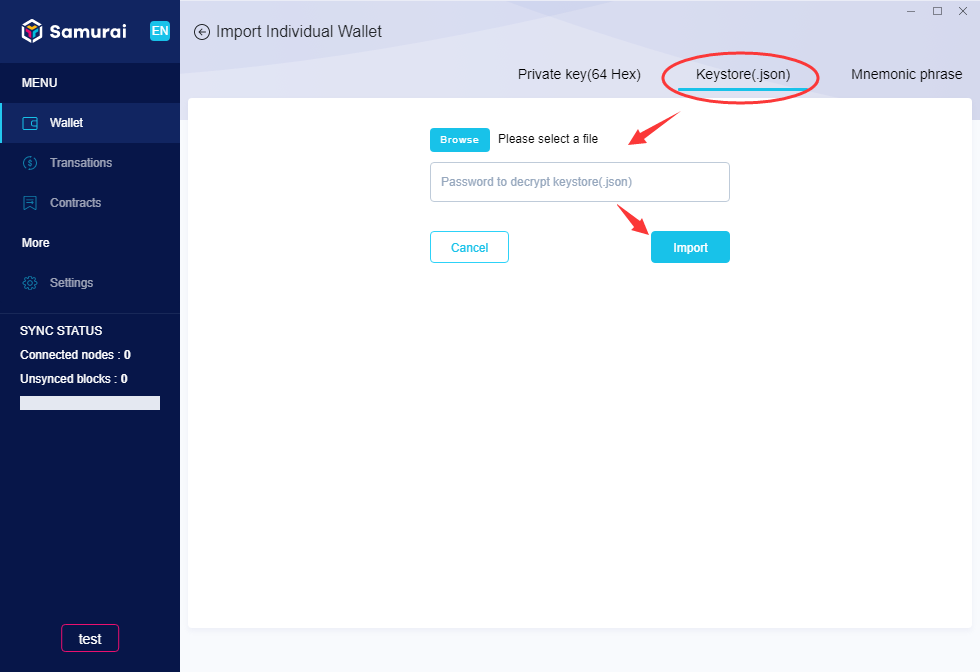 Samurai
EN
MENU
Wallet
Transations
Contracts
More
Settings
SYNC STATUS
Connected nodes : 0
Unsynced blocks : 0
test
Import Individual Wallet
Private key(64 Hex)
Keystore(.json)
Mnemonic phrase
Browse
Please select a file
Password to decrypt keystore(.json)
Cancel
Import